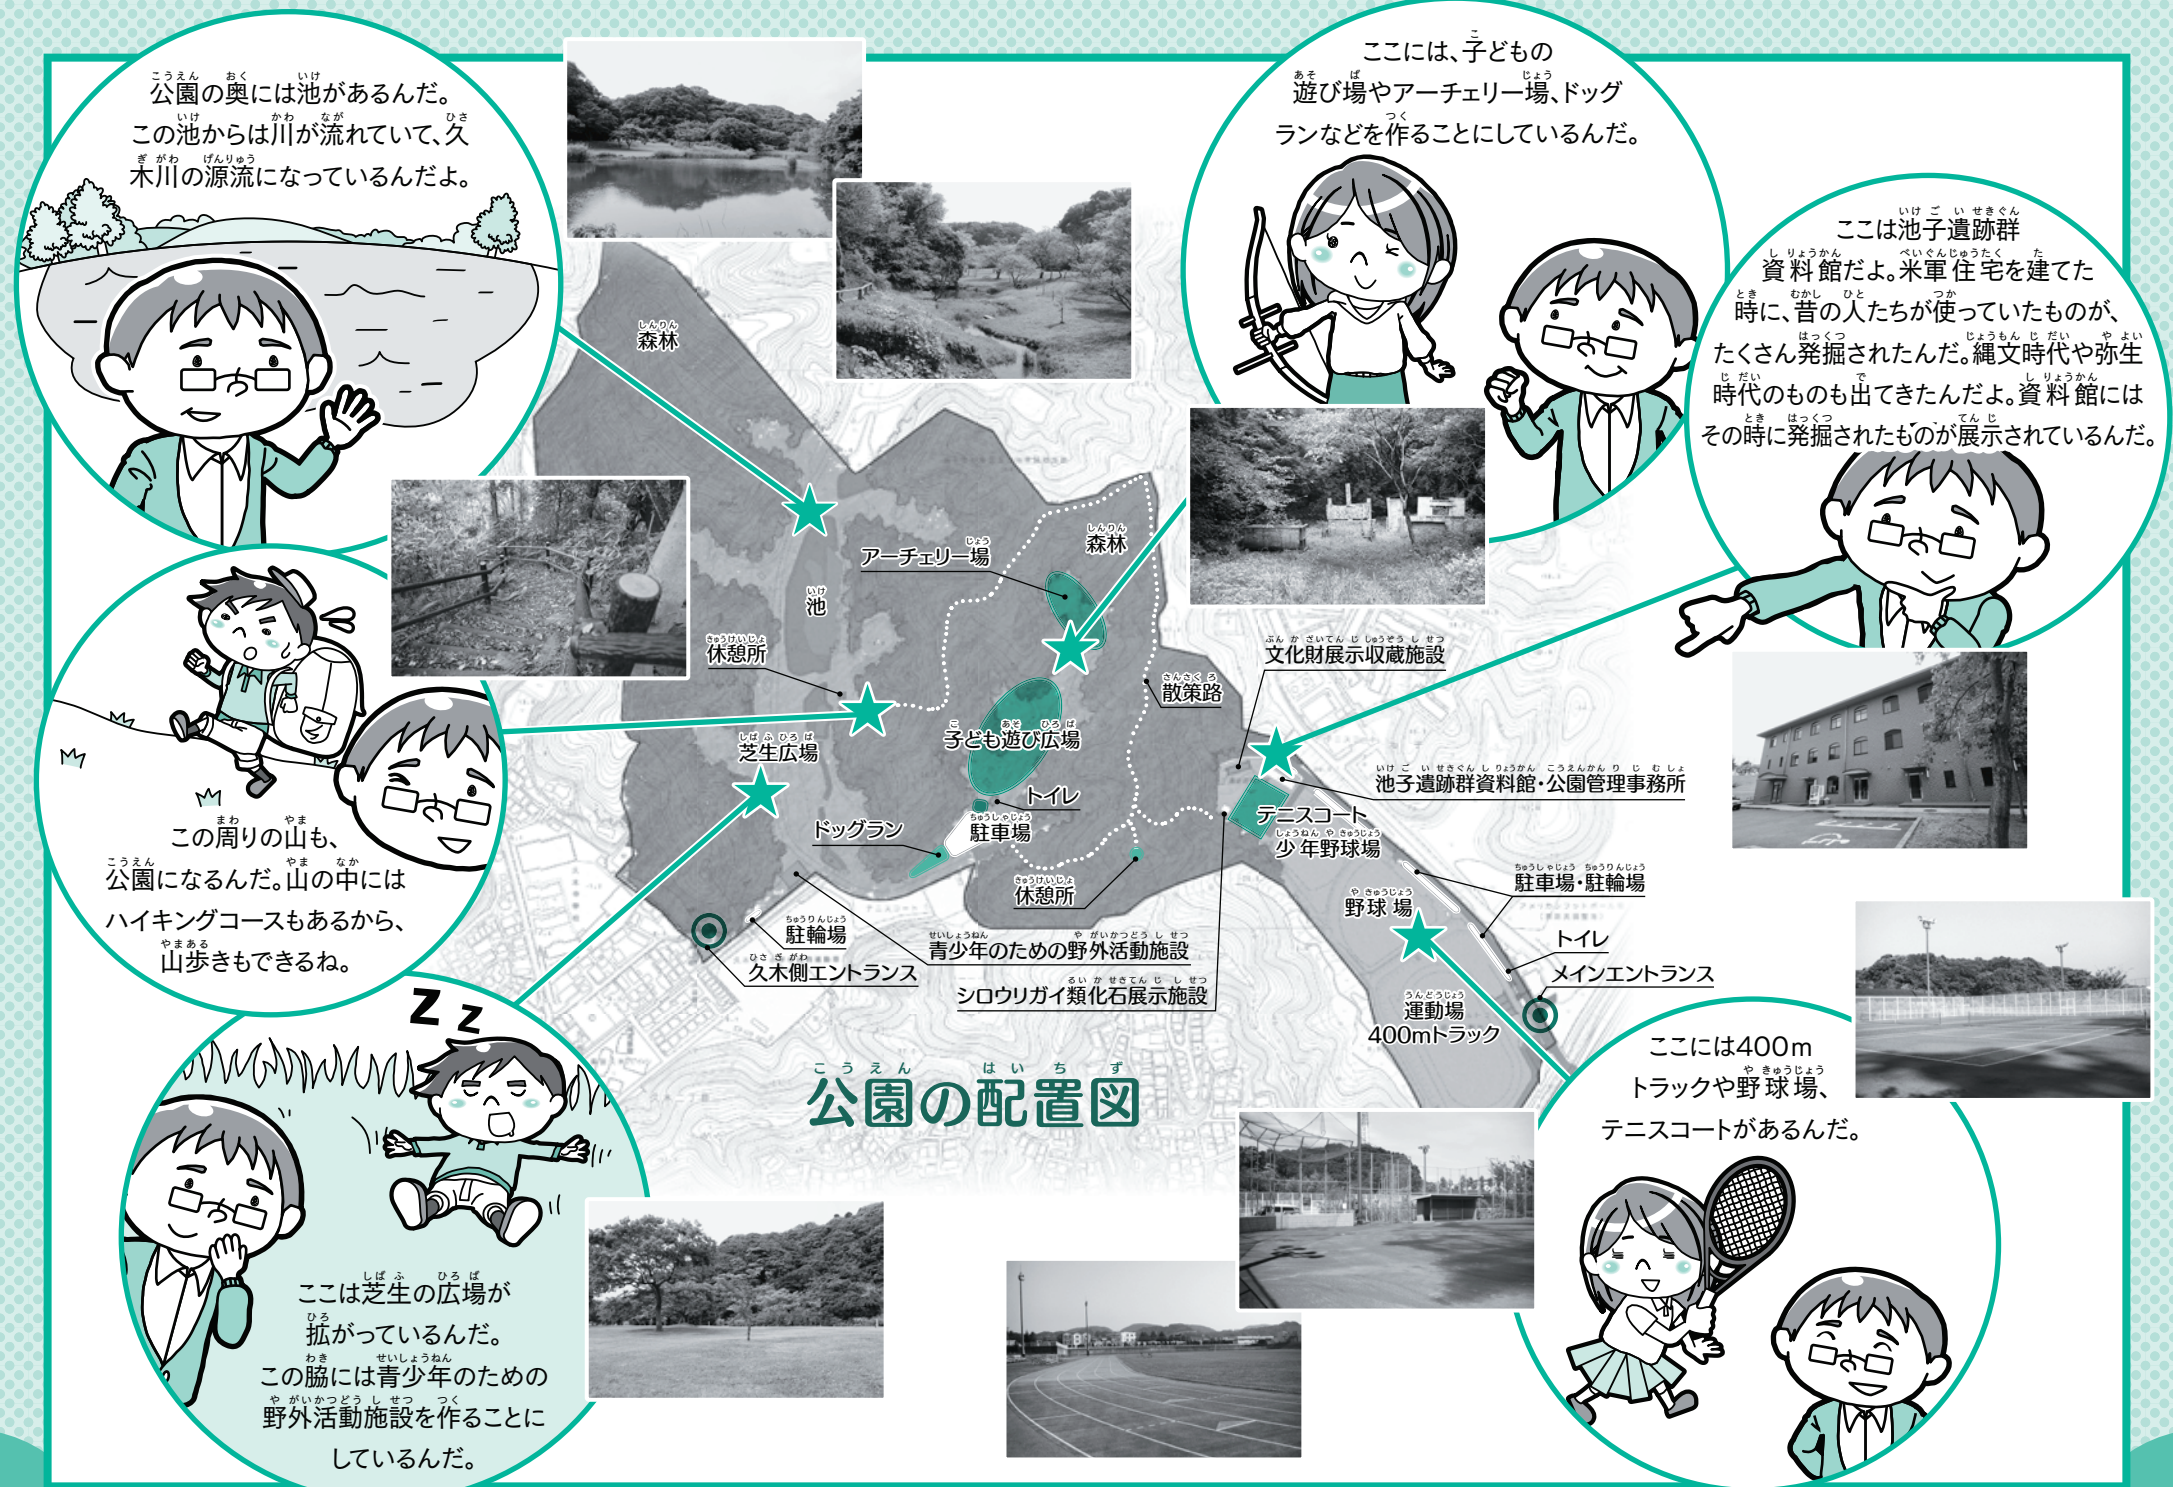 公園の奥には池があるんだ。
この池からは川が流れていて、久
木川の源流になっているんだよ。
ここには、子どもの
遊び場やアーチェリー場、ドッグ
ランなどを作ることにしているんだ。
ここは池子遺跡群
資料館だよ。米軍住宅を建てた
時に、昔の人たちが使っていたものが、
たくさん発掘されたんだ。縄文時代や弥生
時代のものも出てきたんだよ。資料館には
その時に発掘されたものが展示されているんだ。
この周りの山も、
公園になるんだ。山の中には
ハイキングコースもあるから、
山歩きもできるね。
Z Z
ここは芝生の広場が
拡がっているんだ。
この脇には青少年のための
野外活動施設を作ることに
しているんだ。
ここには400m
トラックや野球場、
テニスコートがあるんだ。
森林
アーチェリー場
森林
池
休憩所
文化財展示収蔵施設
散策路
芝生広場
子ども遊び広場
池子遺跡群資料館・公園管理事務所
トイレ
テニスコート
ドッグラン
駐車場
少年野球場
駐車場・駐輪場
休憩所
野球場
駐輪場
青少年のための野外活動施設
トイレ
久木側エントランス
メインエントランス
シロウリガイ類化石展示施設
運動場
400mトラック
公園の配置図